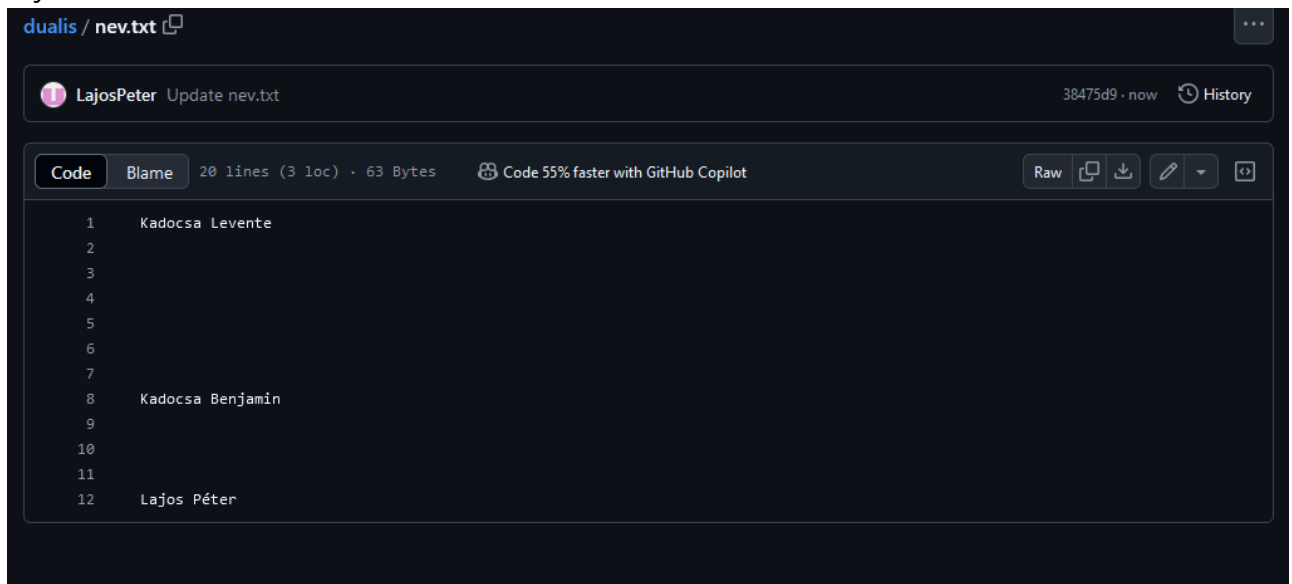 dualis / nev.txt
LajosPeter Update nev.txt 38475d9 · now History
Code Blame 20 lines (3 loc) · 63 Bytes Code 55% faster with GitHub Copilot Raw
1 Kadocsa Levente
2
3
4
5
6
7
8 Kadocsa Benjamin
9
10
11
12 Lajos Péter